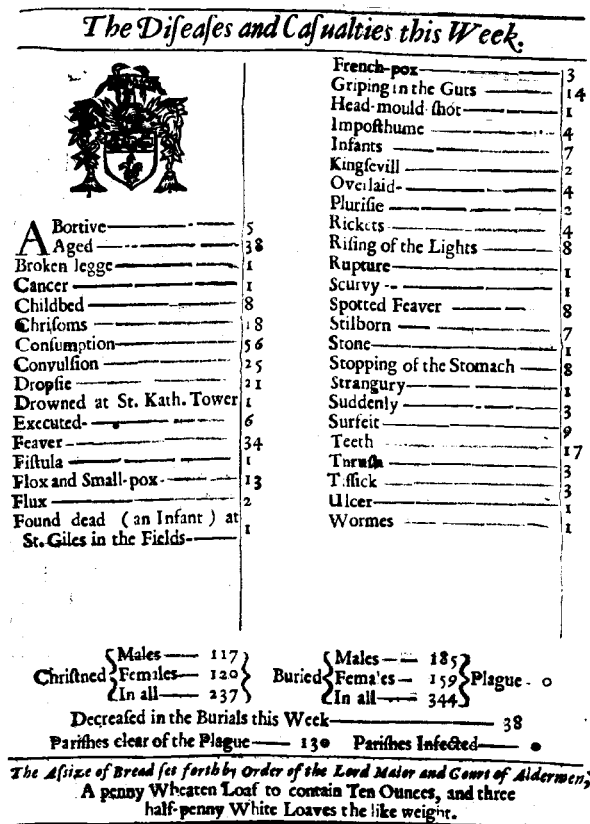 The Diſeaſes and Caſualties this Week.
ABortive 5
Aged 38
Broken legge 1
Cancer 1
Childbed 8
Chriſoms 18
Conſumption 56
Convulſion 25
Dropſie 21
Drowned at St. Kath. Tower 1
Executed 6
Feaver 34
Fiſtula 1
Flox and Small-pox 13
Flux 2
Found dead (an Infant) at
St. Giles in the Fields 1
French-pox 3
Griping in the Guts 14
Head-mould ſhot 1
Impoſthume 4
Infants 7
Kingſevill 2
Overlaid 4
Pluriſie 2
Rickets 4
Riſing of the Lights 8
Rupture 1
Scurvy 1
Spotted Feaver 8
Stilborn 7
Stone 1
Stopping of the Stomach 8
Strangury 1
Suddenly 3
Surfeit 9
Teeth 17
Thruſh 3
Tiſſick 3
Ulcer 1
Wormes 1
Chriſtned { Males 117 Females 120 In all 237 }
Buried { Males 185 Females 159 In all 344 } Plague 0
Decreaſed in the Burials this Week 38
Pariſhes clear of the Plague 130 Pariſhes Infected 0
The Aſsize of Bread ſet forth by Order of the Lord Maior and Court of Aldermen;
A penny Wheaten Loaf to contain Ten Ounces, and three
half-penny White Loaves the like weight.